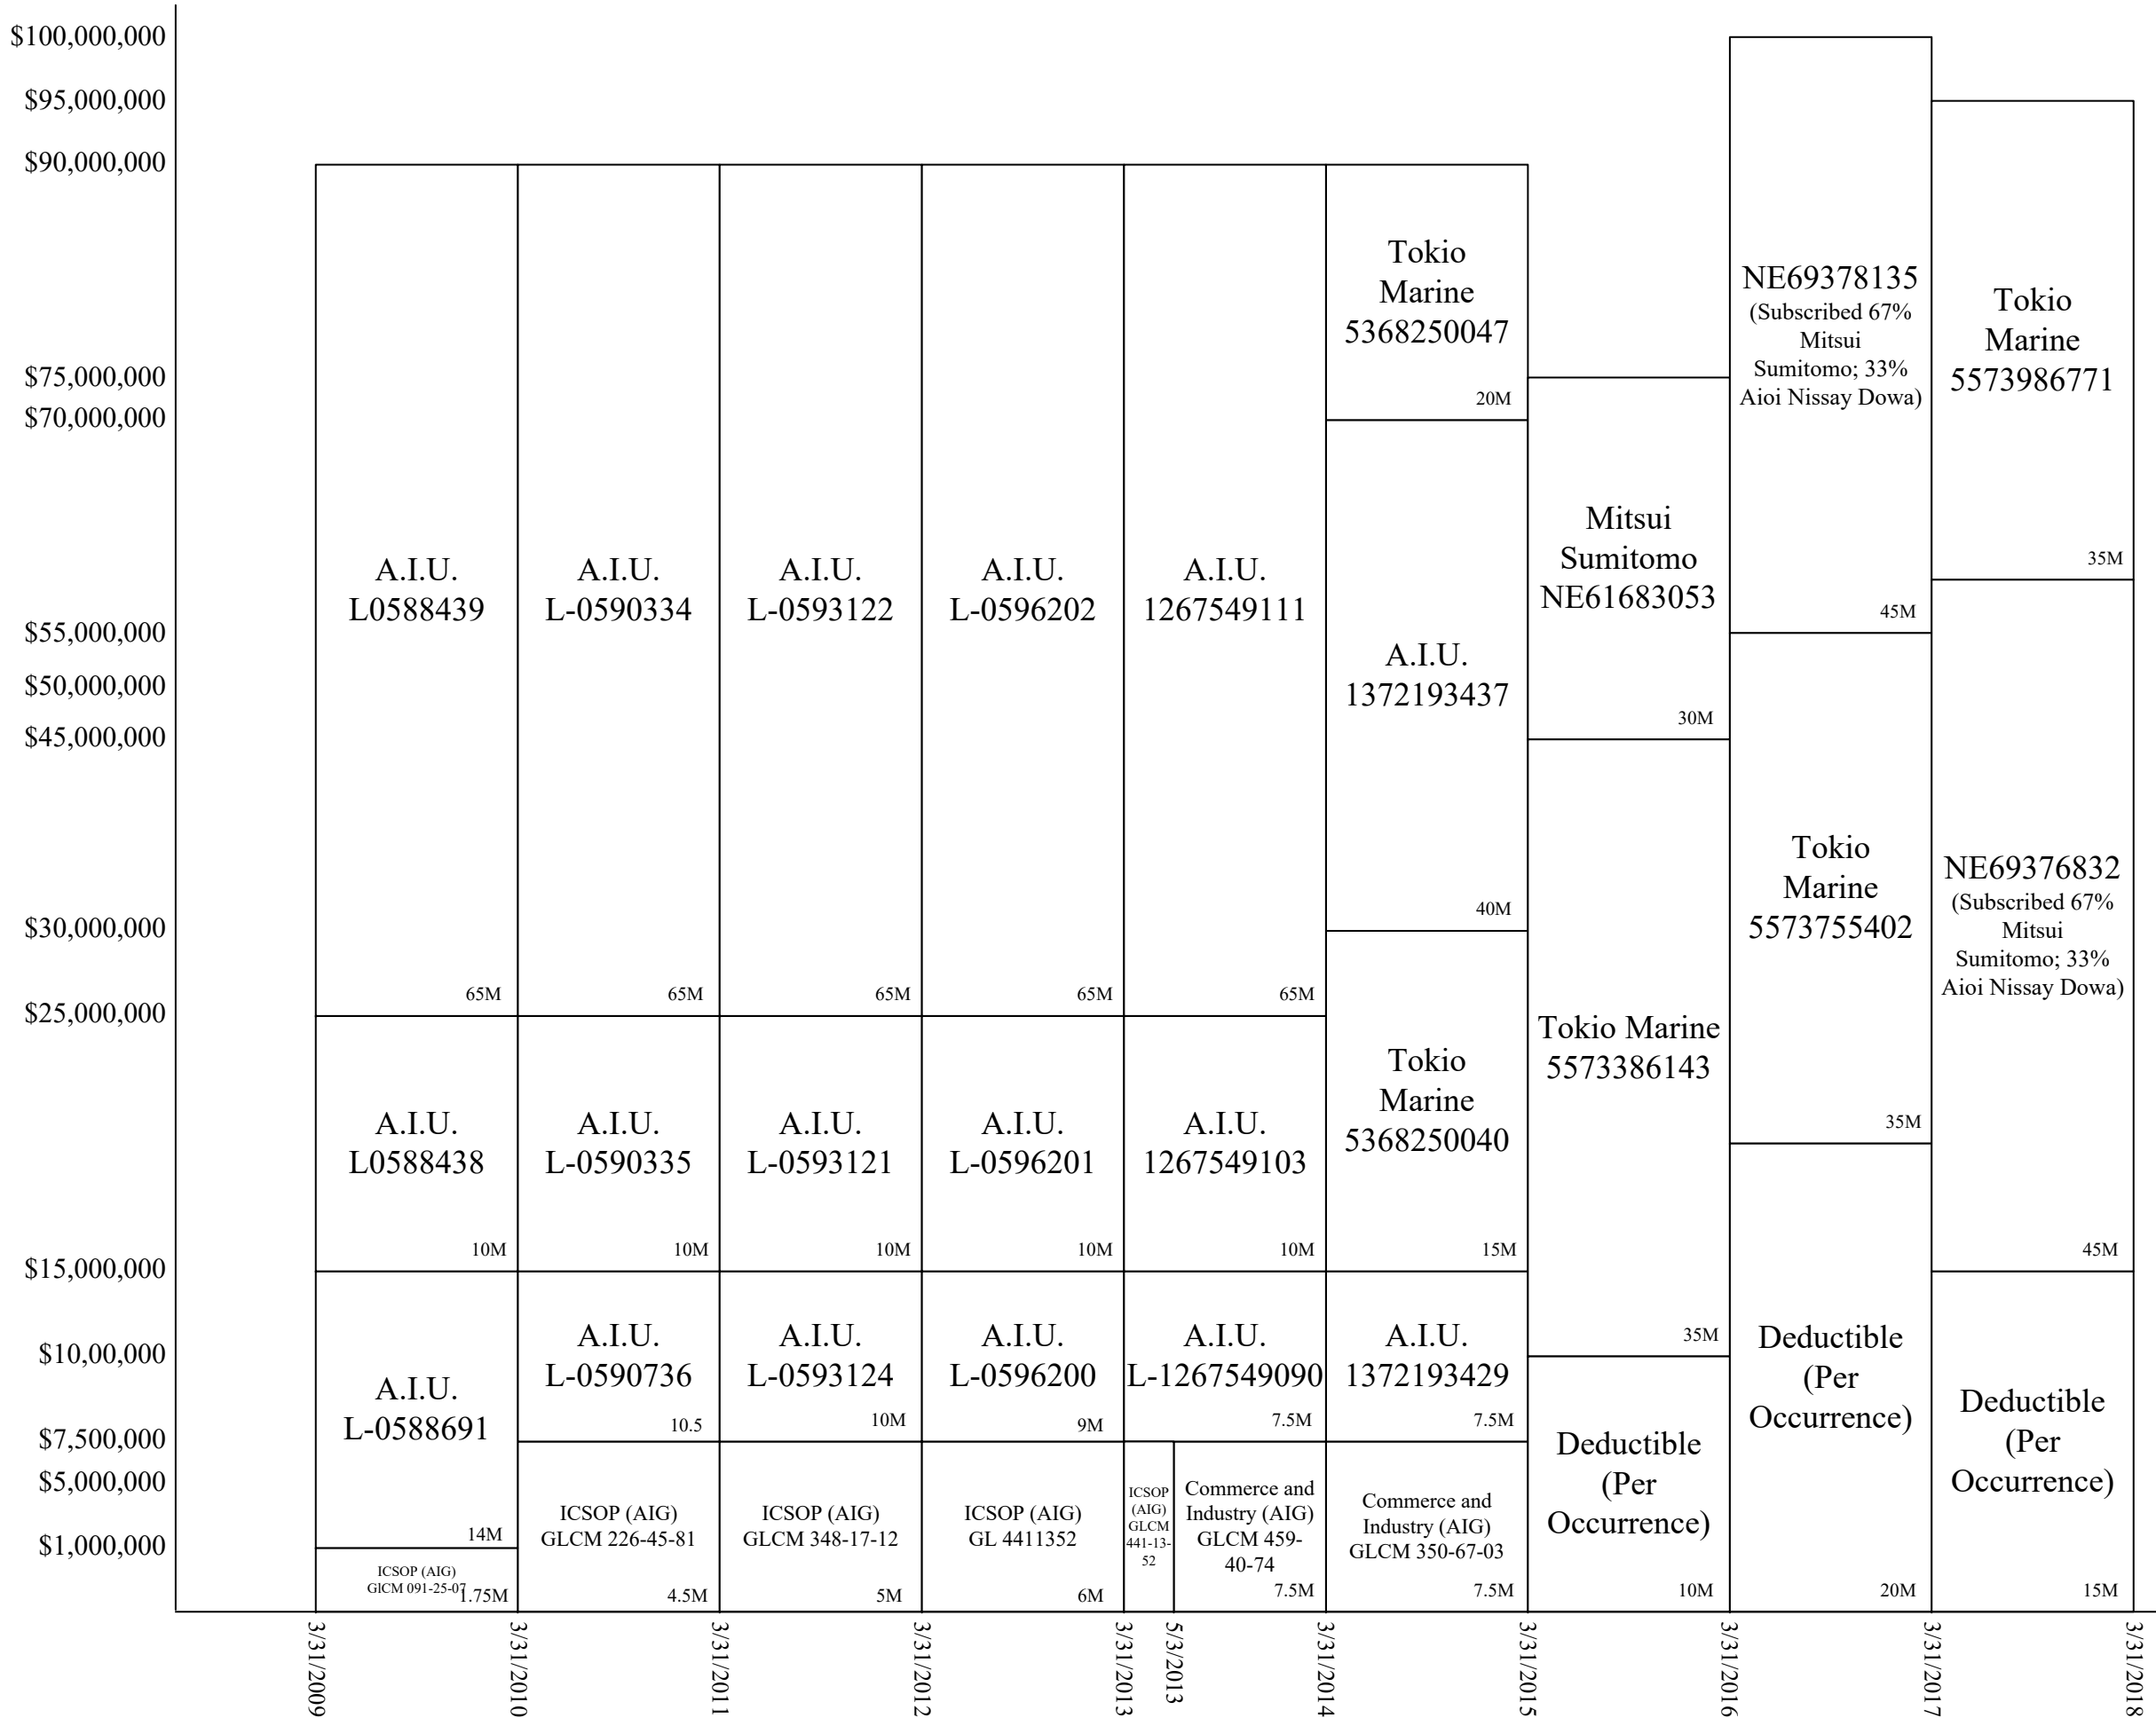 $100,000,000
$95,000,000
$90,000,000
$75,000,000
$70,000,000
$55,000,000
$50,000,000
$45,000,000
$30,000,000
$25,000,000
$15,000,000
$10,00,000
$7,500,000
$5,000,000
$1,000,000
A.I.U.
L0588439
65M
A.I.U.
L0588438
10M
A.I.U.
L-0588691
14M
ICSOP (AIG)
GlCM 091-25-07
1.75M
A.I.U.
L-0590334
65M
A.I.U.
L-0590335
10M
A.I.U.
L-0590736
10.5
ICSOP (AIG)
GLCM 226-45-81
4.5M
A.I.U.
L-0593122
65M
A.I.U.
L-0593121
10M
A.I.U.
L-0593124
10M
ICSOP (AIG)
GLCM 348-17-12
5M
A.I.U.
L-0596202
65M
A.I.U.
L-0596201
10M
A.I.U.
L-0596200
9M
ICSOP (AIG)
GL 4411352
6M
A.I.U.
1267549111
65M
A.I.U.
1267549103
10M
A.I.U.
L-1267549090
7.5M
ICSOP
(AIG)
GLCM
441-13-
52
Commerce and
Industry (AIG)
GLCM 459-
40-74
7.5M
Tokio
Marine
5368250047
20M
A.I.U.
1372193437
40M
Tokio
Marine
5368250040
15M
A.I.U.
1372193429
7.5M
Commerce and
Industry (AIG)
GLCM 350-67-03
7.5M
Mitsui
Sumitomo
NE61683053
30M
Tokio Marine
5573386143
35M
Deductible
(Per
Occurrence)
10M
NE69378135
(Subscribed 67%
Mitsui
Sumitomo; 33%
Aioi Nissay Dowa)
45M
Tokio
Marine
5573755402
35M
Deductible
(Per
Occurrence)
20M
Tokio
Marine
5573986771
35M
NE69376832
(Subscribed 67%
Mitsui
Sumitomo; 33%
Aioi Nissay Dowa)
45M
Deductible
(Per
Occurrence)
15M
3/31/2009
3/31/2010
3/31/2011
3/31/2012
3/31/2013
5/3/2013
3/31/2014
3/31/2015
3/31/2016
3/31/2017
3/31/2018